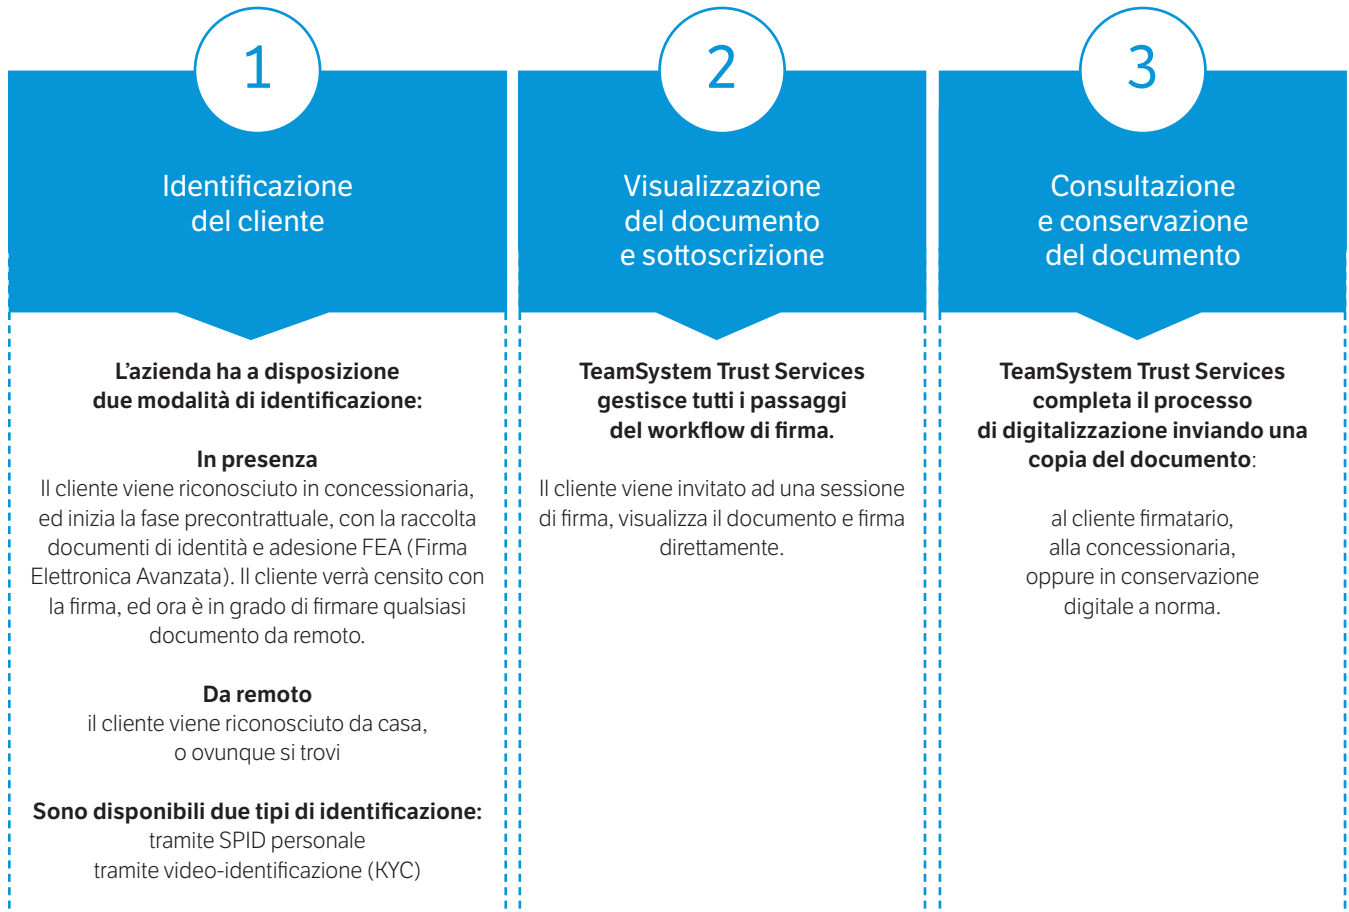 1
Identificazione
del cliente
L'azienda ha a disposizione
due modalità di identificazione:
In presenza
Il cliente viene riconosciuto in concessionaria,
ed inizia la fase precontrattuale, con la raccolta
documenti di identità e adesione FEA (Firma
Elettronica Avanzata). Il cliente verrà censito con
la firma, ed ora è in grado di firmare qualsiasi
documento da remoto.
Da remoto
il cliente viene riconosciuto da casa,
o ovunque si trovi
Sono disponibili due tipi di identificazione:
tramite SPID personale
tramite video-identificazione (KYC)
2
Visualizzazione
del documento
e sottoscrizione
TeamSystem Trust Services
gestisce tutti i passaggi
del workflow di firma.
Il cliente viene invitato ad una sessione
di firma, visualizza il documento e firma
direttamente.
3
Consultazione
e conservazione
del documento
TeamSystem Trust Services
completa il processo
di digitalizzazione inviando una
copia del documento:
al cliente firmatario,
alla concessionaria,
oppure in conservazione
digitale a norma.